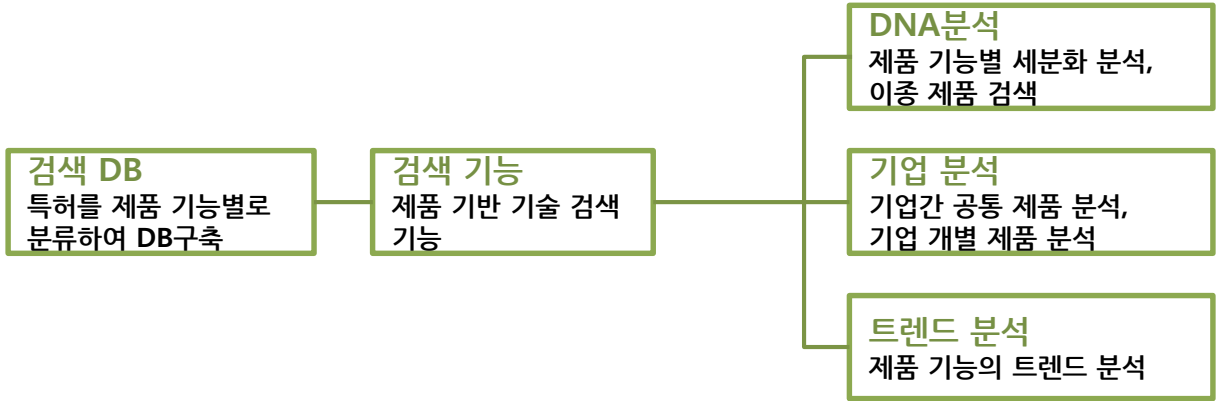 검색 DB
특허를 제품 기능별로
분류하여 DB구축
검색 기능
제품 기반 기술 검색
기능
DNA분석
제품 기능별 세분화 분석,
이종 제품 검색
기업 분석
기업간 공통 제품 분석,
기업 개별 제품 분석
트렌드 분석
제품 기능의 트렌드 분석